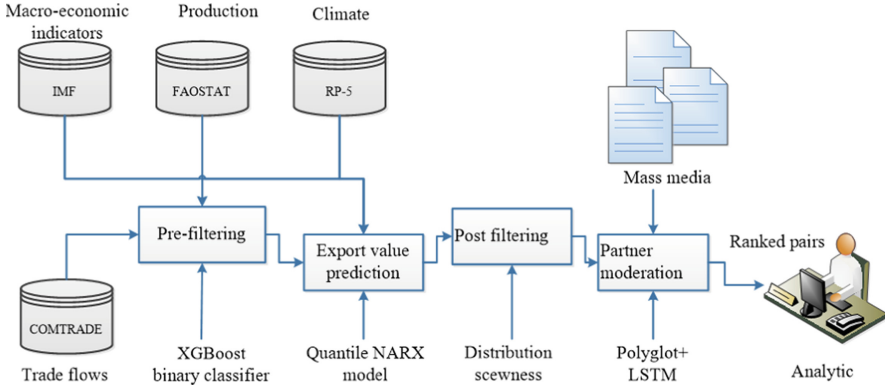 Macro-economic
indicators
Production
Climate
IMF
FAOSTAT
RP-5
Mass media
Pre-filtering
Export value
prediction
Post filtering
Partner
moderation
Ranked pairs
COMTRADE
Trade flows
XGBoost
binary classifier
Quantile NARX
model
Distribution
scewness
Polyglot+
LSTM
Analytic